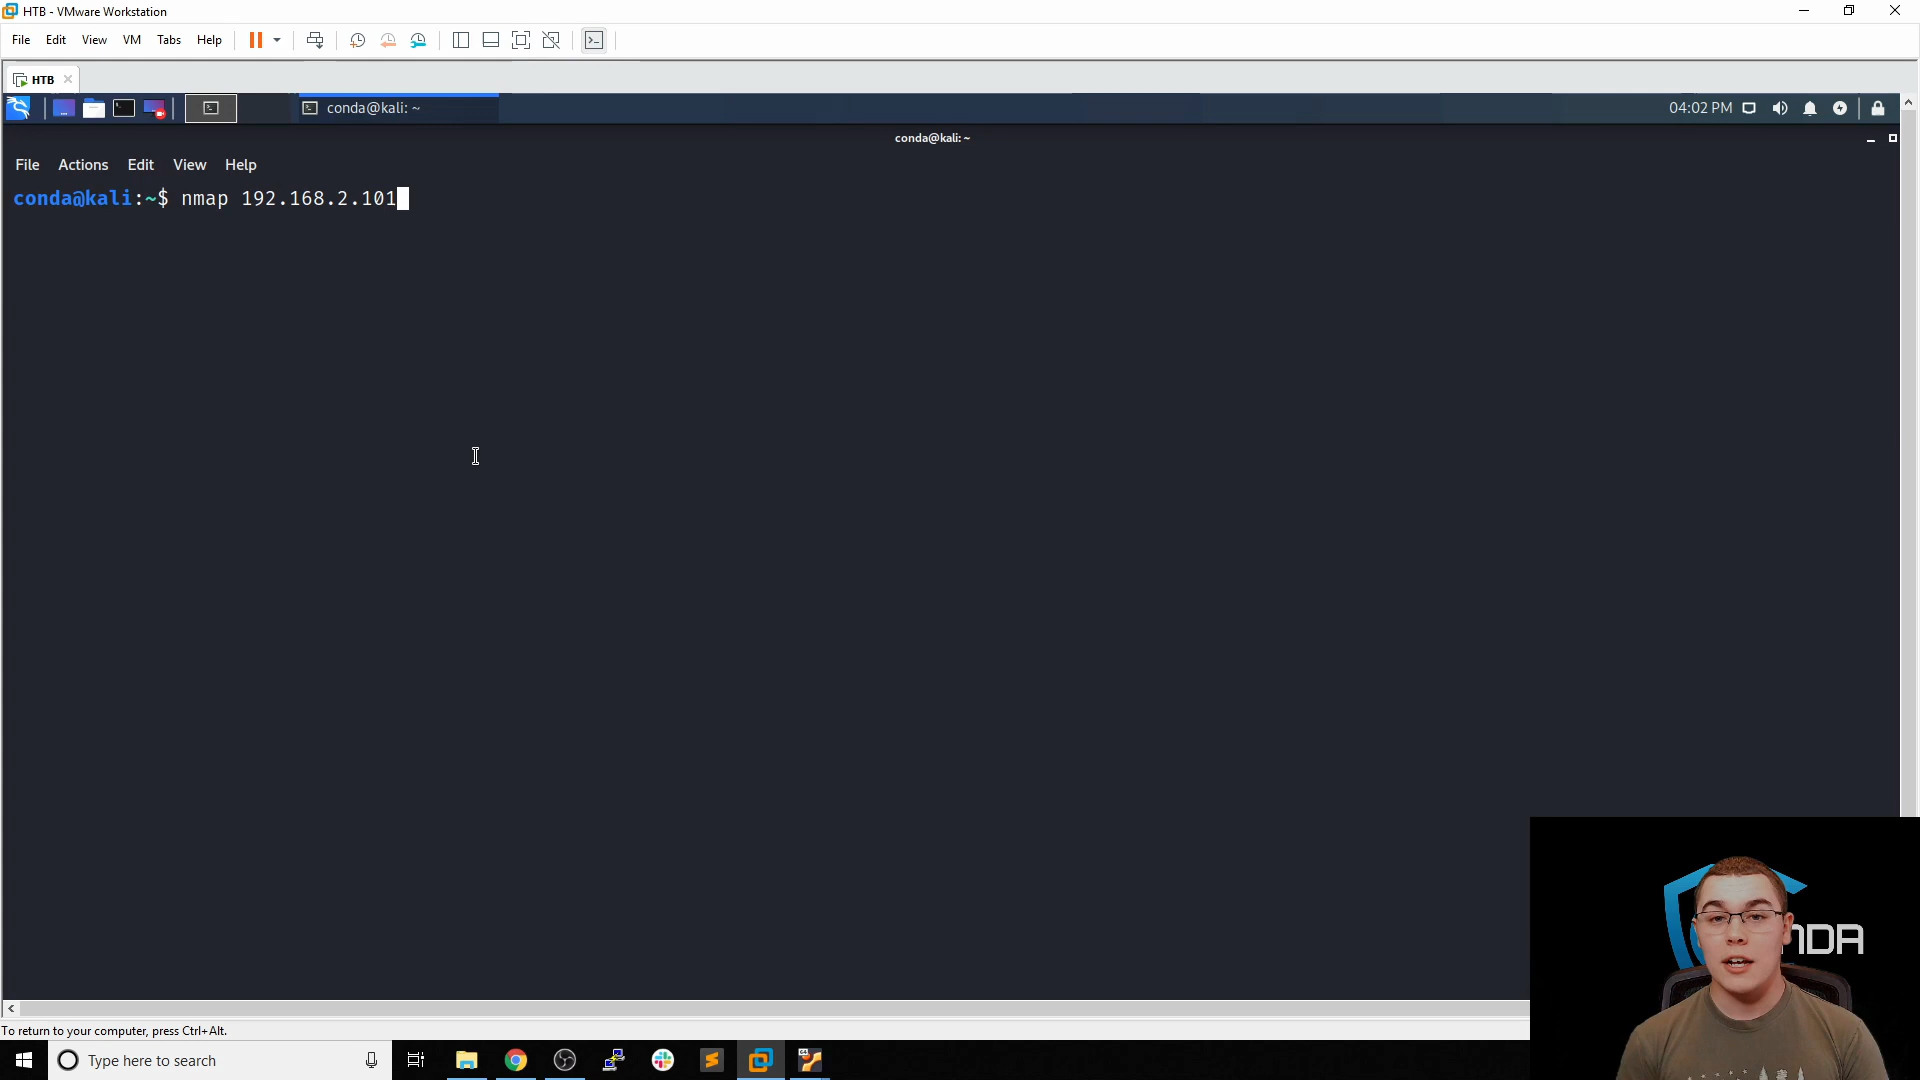 HTB - VMware Workstation
File Edit View VM Tabs Help
HTB
conda@kali: ~
04:02 PM
conda@kali: ~
File Actions Edit View Help
conda@kali:~$ nmap 192.168.2.101
NDA
To return to your computer, press Ctrl+Alt.
Type here to search